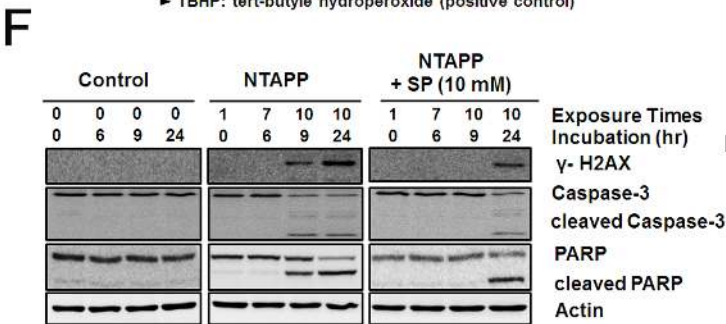 ► TBHP: tert-butyle hydroperoxide (positive control)
F
Control
NTAPP
NTAPP
+ SP (10 mM)
0 0 0 0 1 7 10 10 1 7 10 10 Exposure Times
0 6 9 24 0 6 9 24 0 6 9 24 Incubation (hr)
γ- H2AX
Caspase-3
cleaved Caspase-3
PARP
cleaved PARP
Actin